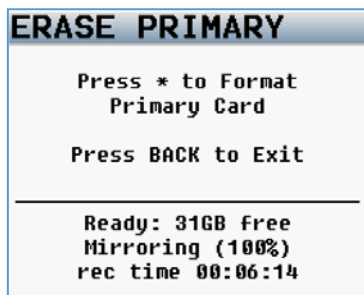 ERASE PRIMARY
Press * to Format
Primary Card
Press BACK to Exit
Ready: 31GB free
Mirroring (100%)
rec time 00:06:14